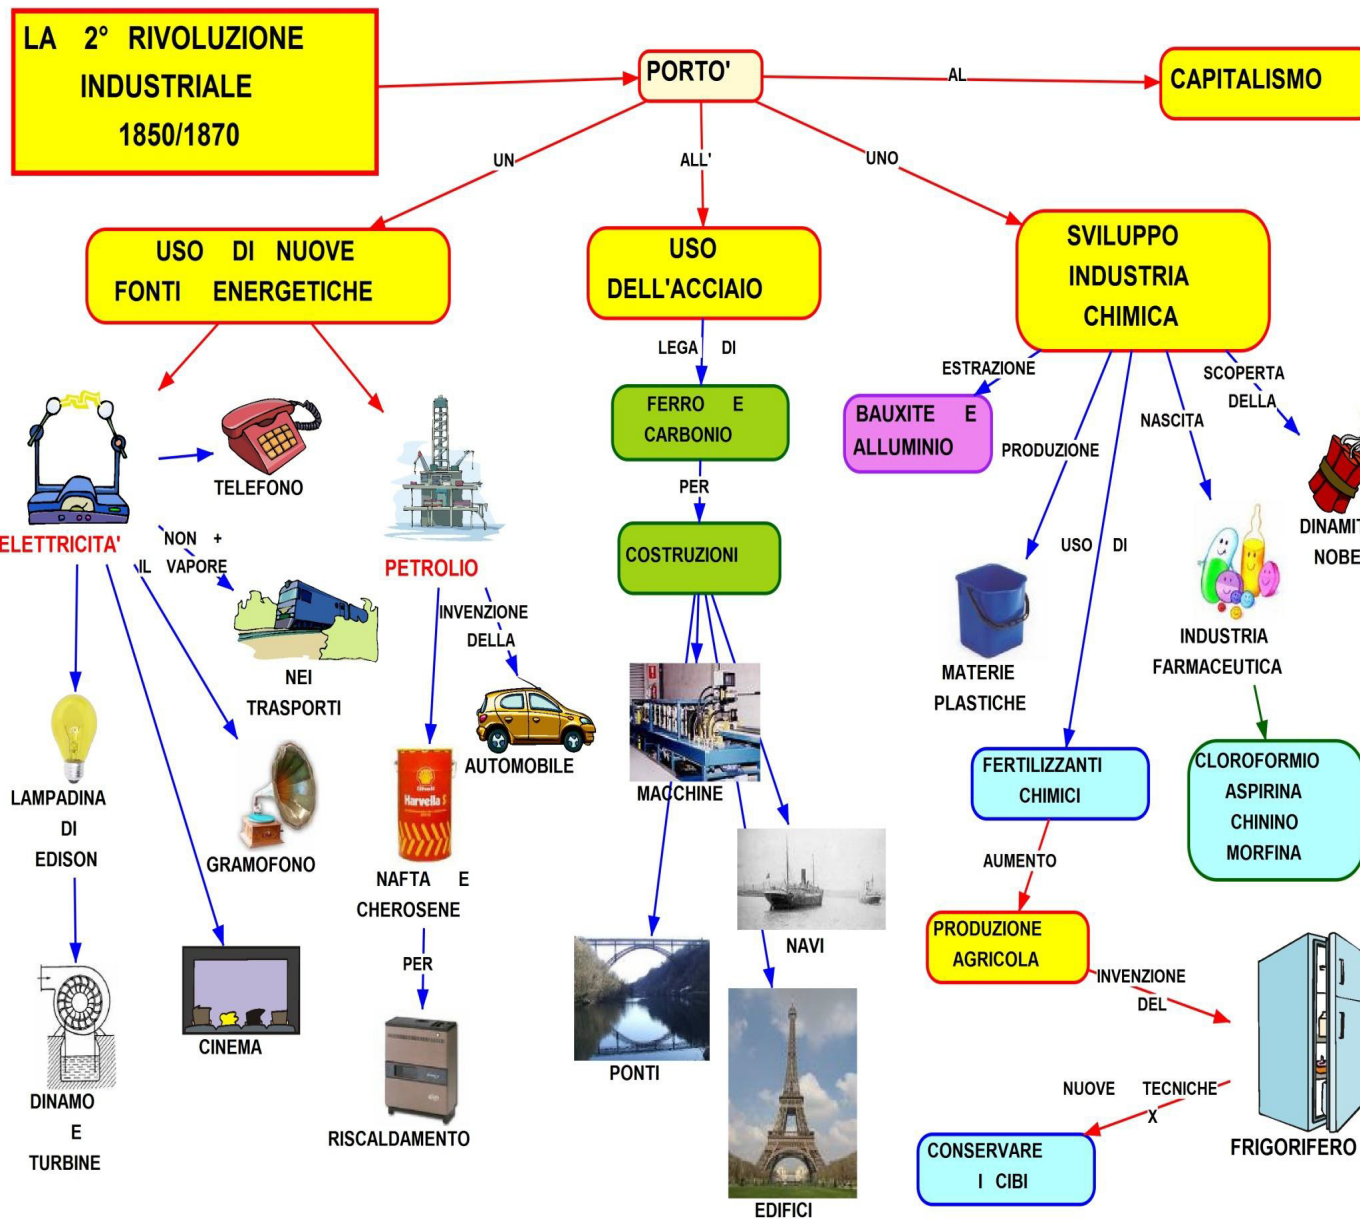 LA 2° RIVOLUZIONE
INDUSTRIALE
1850/1870
PORTO'
AL
CAPITALISMO
UN
ALL'
UNO
USO DI NUOVE
FONTI ENERGETICHE
USO
DELL'ACCIAIO
SVILUPPO
INDUSTRIA
CHIMICA
LEGA DI
ESTRAZIONE
SCOPERTA
DELLA
FERRO E
CARBONIO
BAUXITE E
ALLUMINIO
NASCITA
PRODUZIONE
TELEFONO
PER
DINAMIT
NOBE
ELETTRICITA'
NON +
IL VAPORE
PETROLIO
COSTRUZIONI
USO DI
INVENZIONE
DELLA
NEI
TRASPORTI
MATERIE
PLASTICHE
INDUSTRIA
FARMACEUTICA
AUTOMOBILE
MACCHINE
FERTILIZZANTI
CHIMICI
CLOROFORMIO
ASPIRINA
CHININO
MORFINA
LAMPADINA
DI
EDISON
GRAMOFONO
Harvella S
NAFTA E
CHEROSENE
AUMENTO
NAVI
PRODUZIONE
AGRICOLA
PER
INVENZIONE
DEL
CINEMA
PONTI
DINAMO
E
TURBINE
RISCALDAMENTO
NUOVE TECNICHE
X
FRIGORIFERO
CONSERVARE
I CIBI
EDIFICI